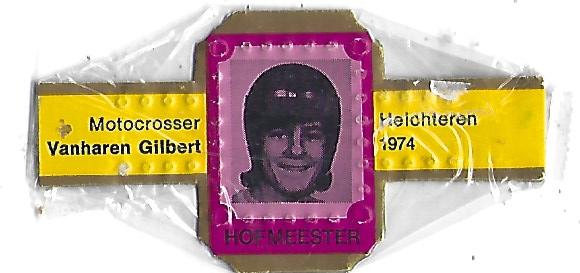 Motocrosser
Vanharen Gilbert
Heichteren
1974
HOFMEESTER